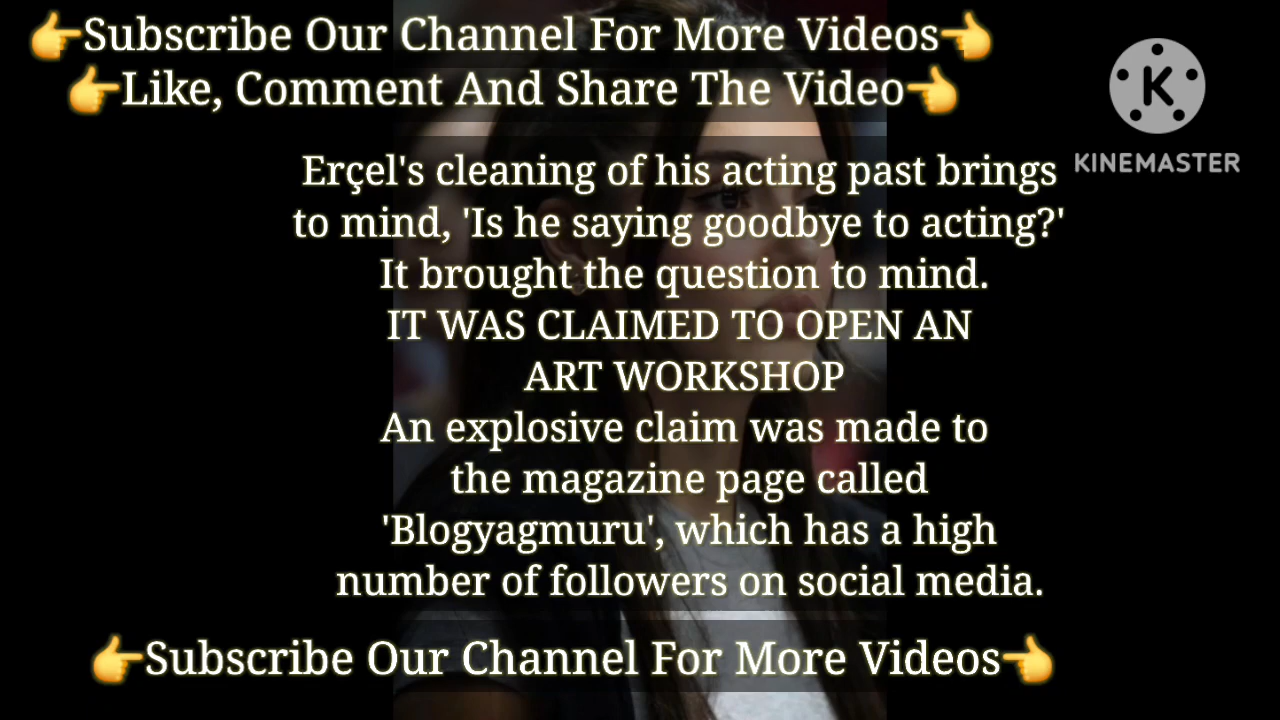 👉Subscribe Our Channel For More Videos👈
👉Like, Comment And Share The Video👈
KINEMASTER
Erçel's cleaning of his acting past brings
to mind, 'Is he saying goodbye to acting?'
It brought the question to mind.
IT WAS CLAIMED TO OPEN AN
ART WORKSHOP
An explosive claim was made to
the magazine page called
'Blogyagmuru', which has a high
number of followers on social media.
👉Subscribe Our Channel For More Videos👈